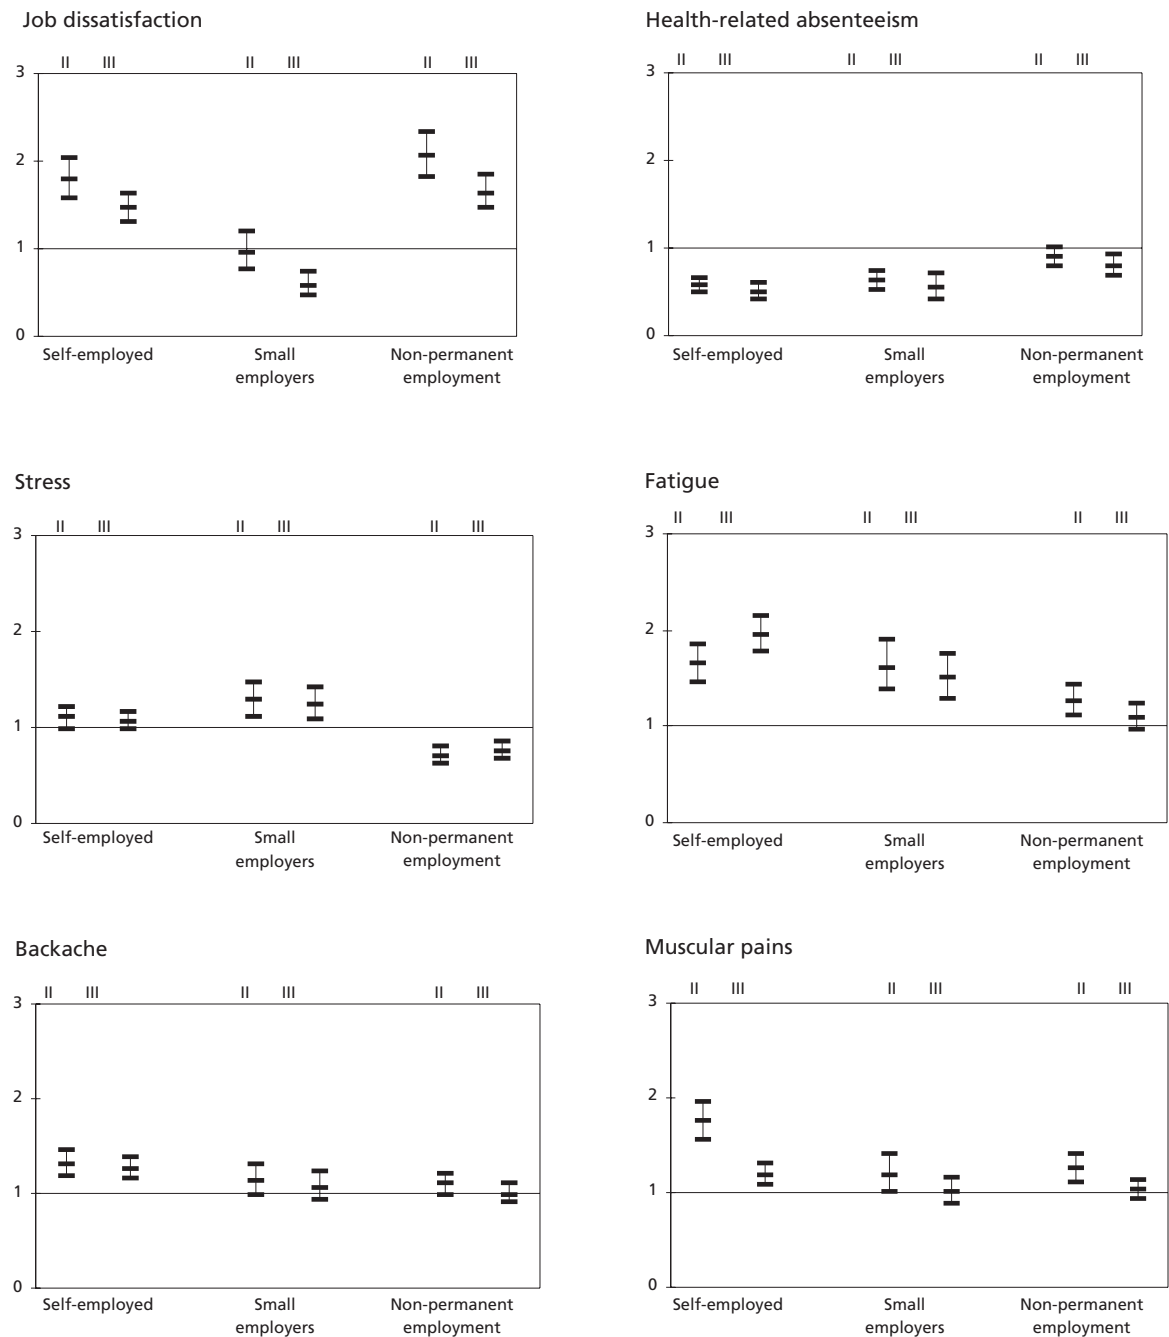 Job dissatisfaction
II III II III II III
3
2
1
0
Self-employed Small Non-permanent
employers employment
Health-related absenteeism
II III II III II III
3
2
1
0
Self-employed Small Non-permanent
employers employment
Stress
II III II III II III
3
2
1
0
Self-employed Small Non-permanent
employers employment
Fatigue
II III II III II III
3
2
1
0
Self-employed Small Non-permanent
employers employment
Backache
II III II III II III
3
2
1
0
Self-employed Small Non-permanent
employers employment
Muscular pains
II III II III II III
3
2
1
0
Self-employed Small Non-permanent
employers employment